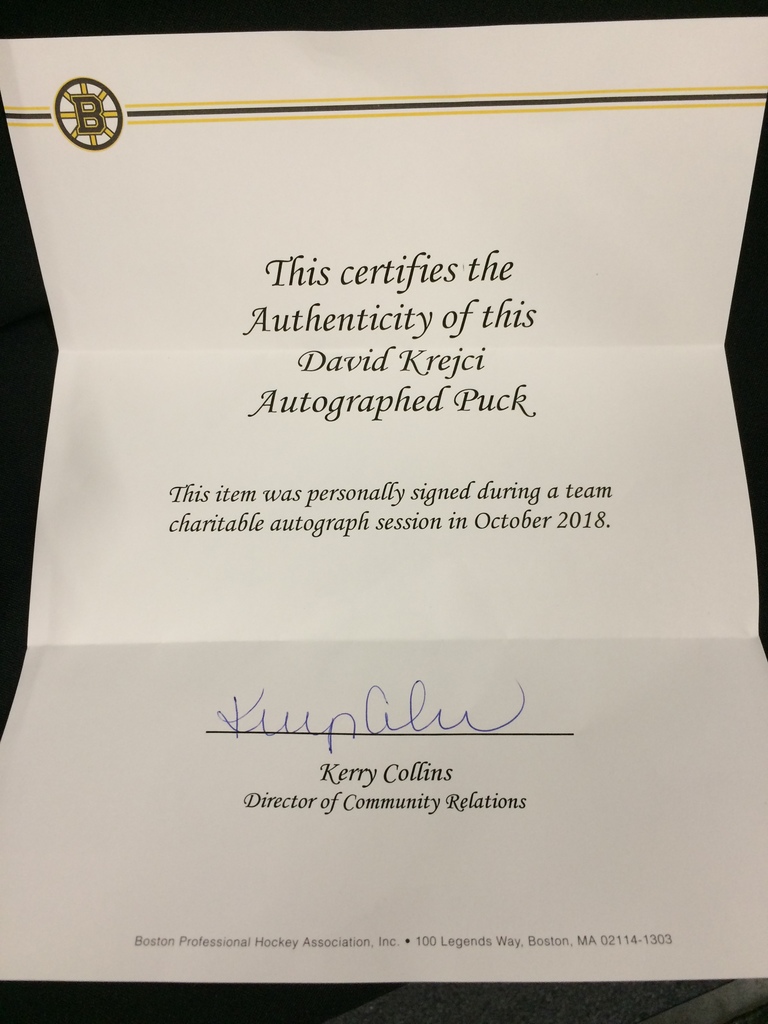 B
This certifies the
Authenticity of this
David Krejci
Autographed Puck
This item was personally signed during a team
charitable autograph session in October 2018.
Kerry Collins
Director of Community Relations
Boston Professional Hockey Association, Inc. • 100 Legends Way, Boston, MA 02114-1303